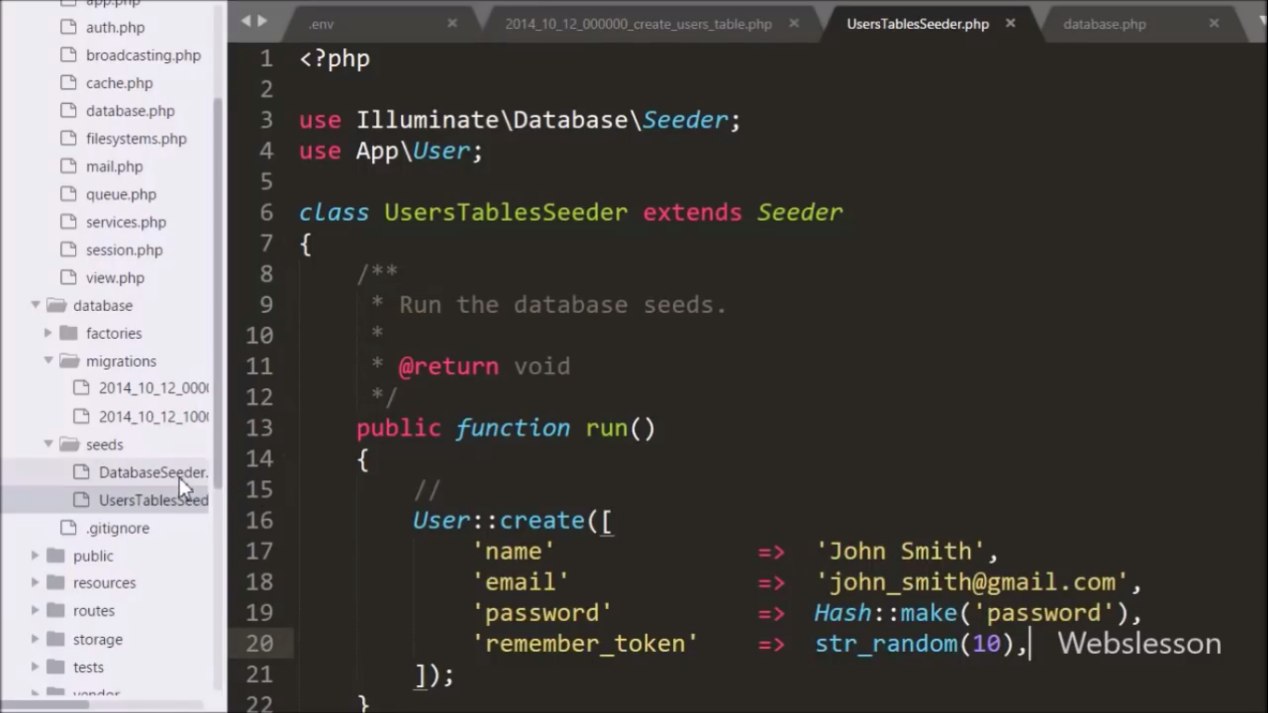 .env
2014_10_12_000000_create_users_table.php
UsersTablesSeeder.php
database.php
auth.php
broadcasting.php
cache.php
database.php
filesystems.php
mail.php
queue.php
services.php
session.php
view.php
database
factories
migrations
2014_10_12_0000
2014_10_12_1000
seeds
DatabaseSeeder.
UsersTablesSeed
.gitignore
public
resources
routes
storage
tests
vendor
1 <?php
2
3 use Illuminate\Database\Seeder;
4 use App\User;
5
6 class UsersTablesSeeder extends Seeder
7 {
8 /**
9 * Run the database seeds.
10 *
11 * @return void
12 */
13 public function run()
14 {
15 //
16 User::create([
17 'name' => 'John Smith',
18 'email' => 'john_smith@gmail.com',
19 'password' => Hash::make('password'),
20 'remember_token' => str_random(10),
21 ]);
22 }
Webslesson